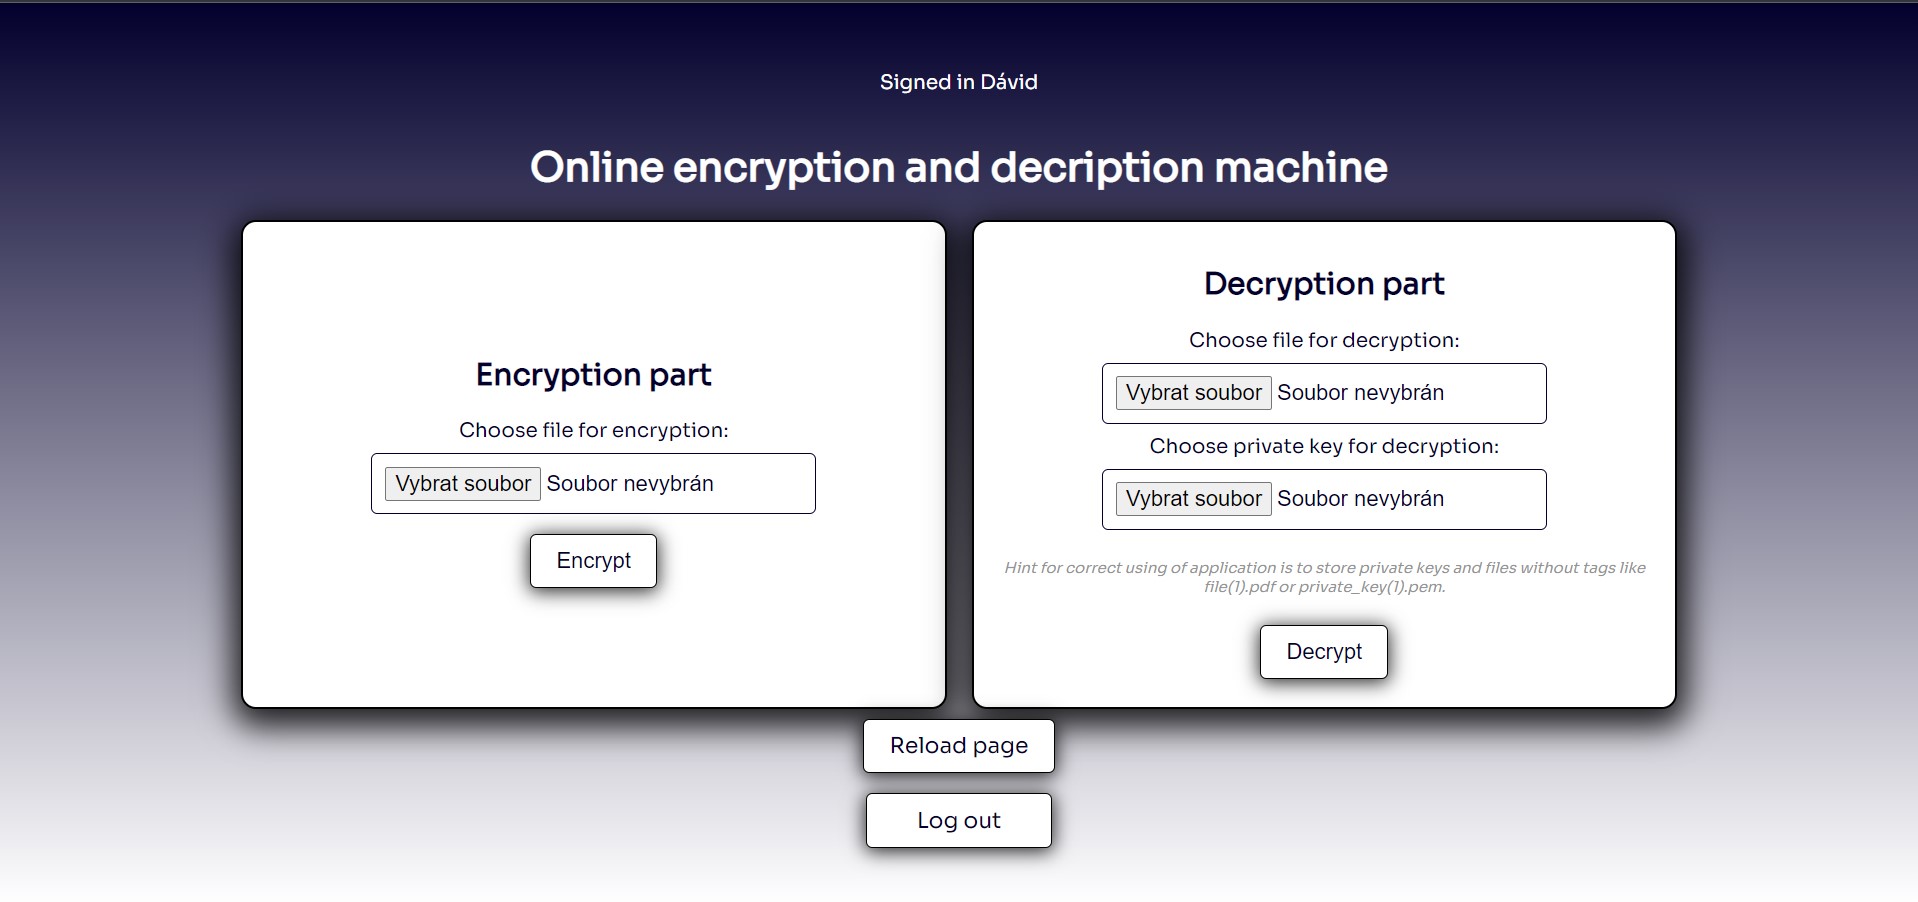 Signed in Dávid
Online encryption and decription machine
Encryption part
Choose file for encryption:
Vybrat soubor Soubor nevybrán
Encrypt
Decryption part
Choose file for decryption:
Vybrat soubor Soubor nevybrán
Choose private key for decryption:
Vybrat soubor Soubor nevybrán
Hint for correct using of application is to store private keys and files without tags like
file(1).pdf or private_key(1).pem.
Decrypt
Reload page
Log out